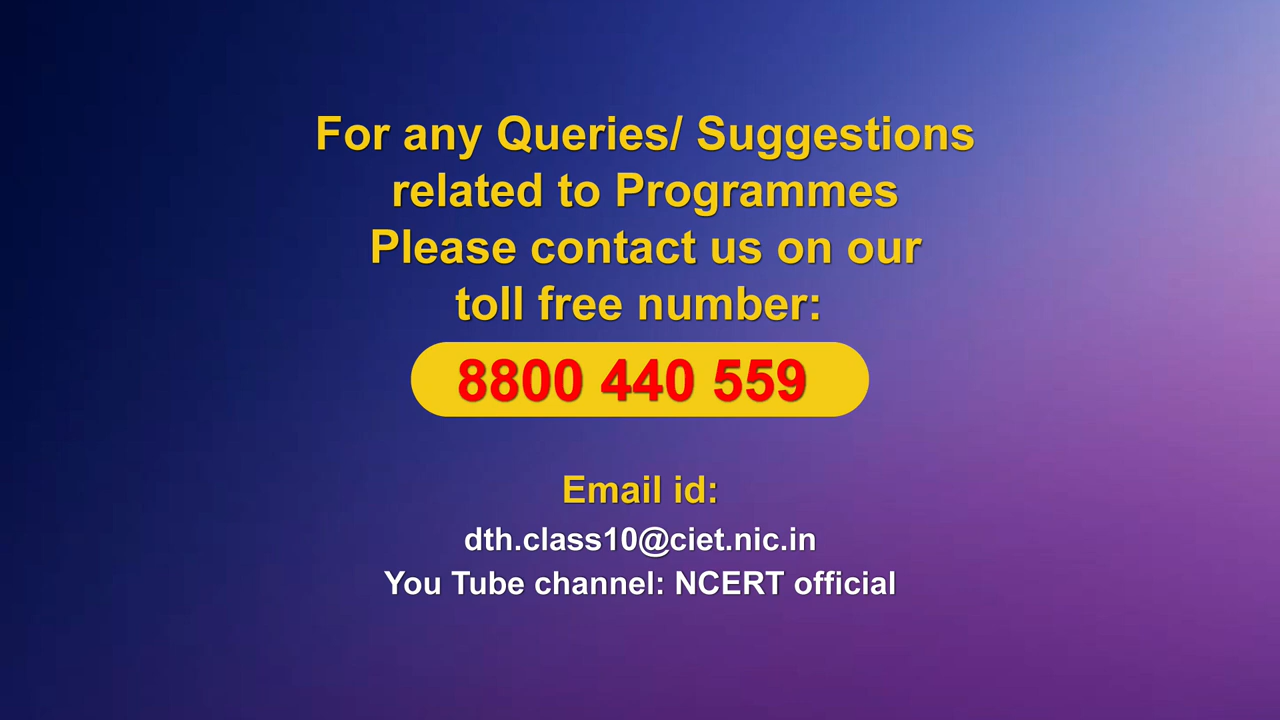 For any Queries/ Suggestions
related to Programmes
Please contact us on our
toll free number:
8800 440 559
Email id:
dth.class10@ciet.nic.in
You Tube channel: NCERT official